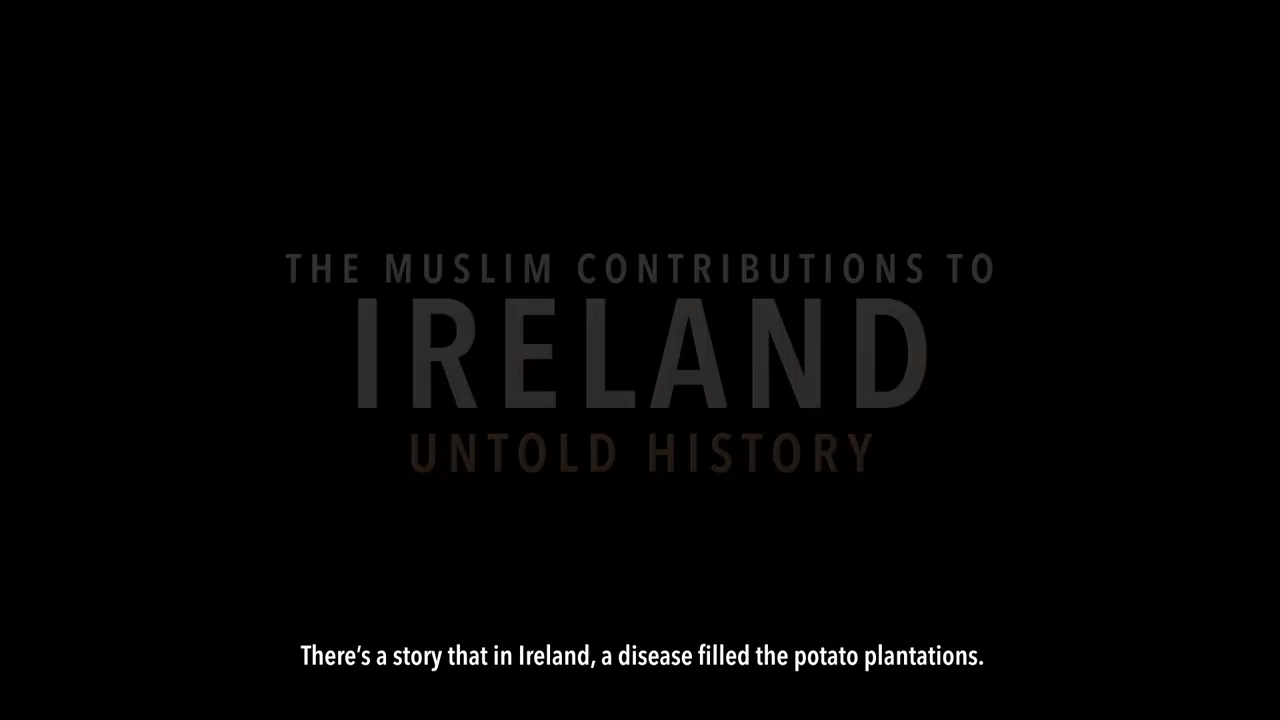 THE MUSLIM CONTRIBUTIONS TO
IRELAND
UNTOLD HISTORY
There's a story that in Ireland, a disease filled the potato plantations.